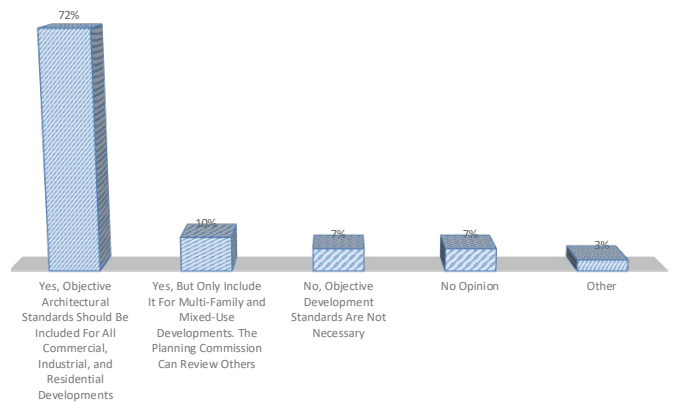 72%
10%
7%
7%
3%
Yes, Objective
Architectural
Standards Should Be
Included For All
Commercial,
Industrial, and
Residential
Developments
Yes, But Only Include
It For Multi-Family and
Mixed-Use
Developments. The
Planning Commission
Can Review Others
No, Objective
Development
Standards Are Not
Necessary
No Opinion
Other